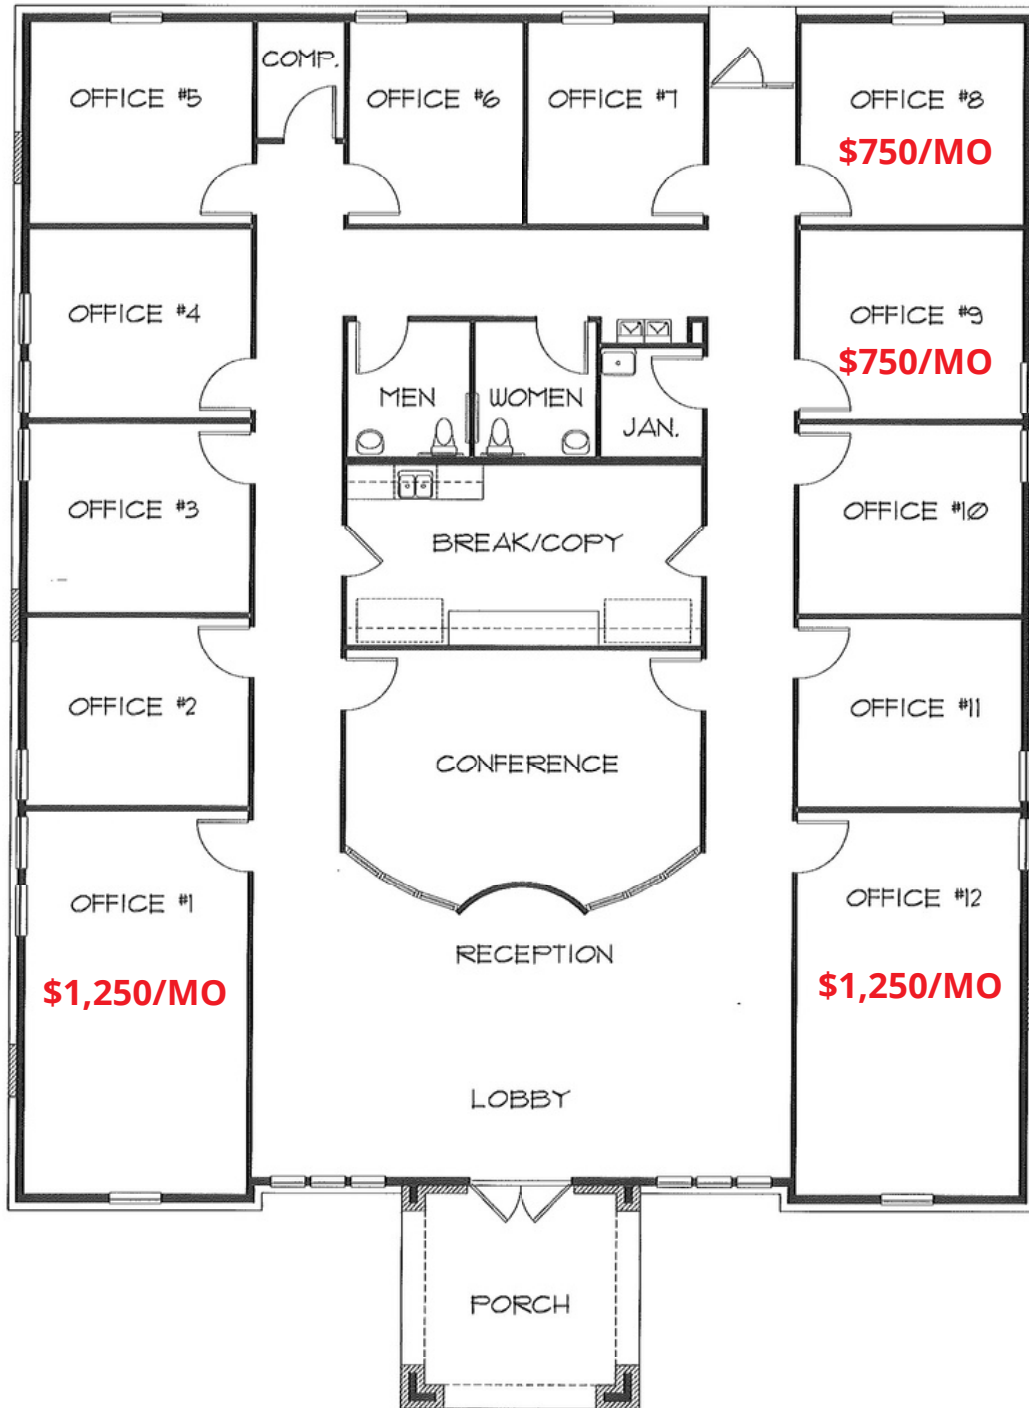 OFFICE #5
COMP.
OFFICE #6
OFFICE #7
OFFICE #8
$750/MO
OFFICE #4
OFFICE #9
$750/MO
MEN
WOMEN
JAN.
OFFICE #3
BREAK/COPY
OFFICE #10
OFFICE #2
CONFERENCE
OFFICE #11
OFFICE #1
$1,250/MO
OFFICE #12
$1,250/MO
RECEPTION
LOBBY
PORCH